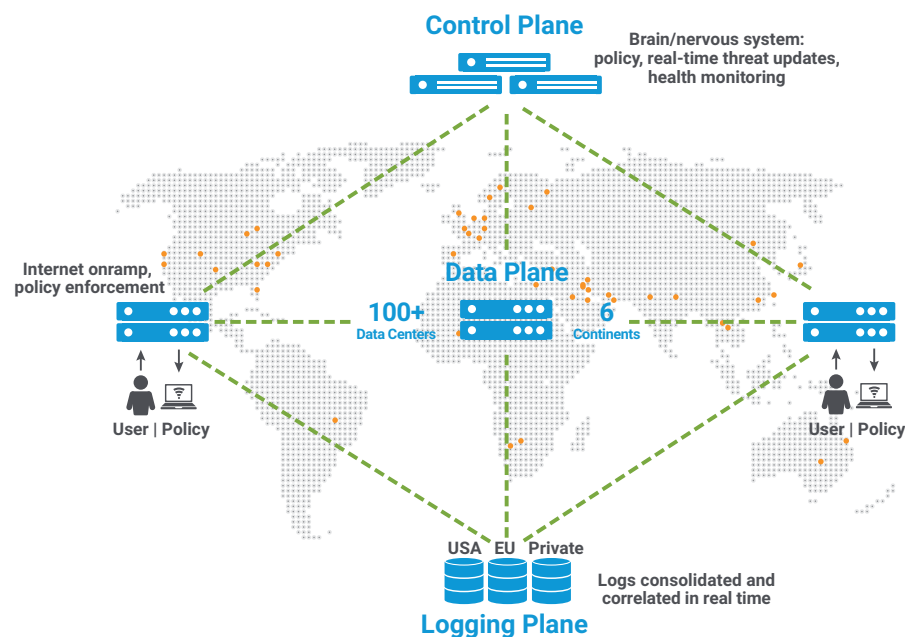 Control Plane
Brain/nervous system:
policy, real-time threat updates,
health monitoring
Internet onramp,
policy enforcement
Data Plane
100+
Data Centers
6
Continents
User | Policy
User | Policy
USA EU Private
Logs consolidated and
correlated in real time
Logging Plane